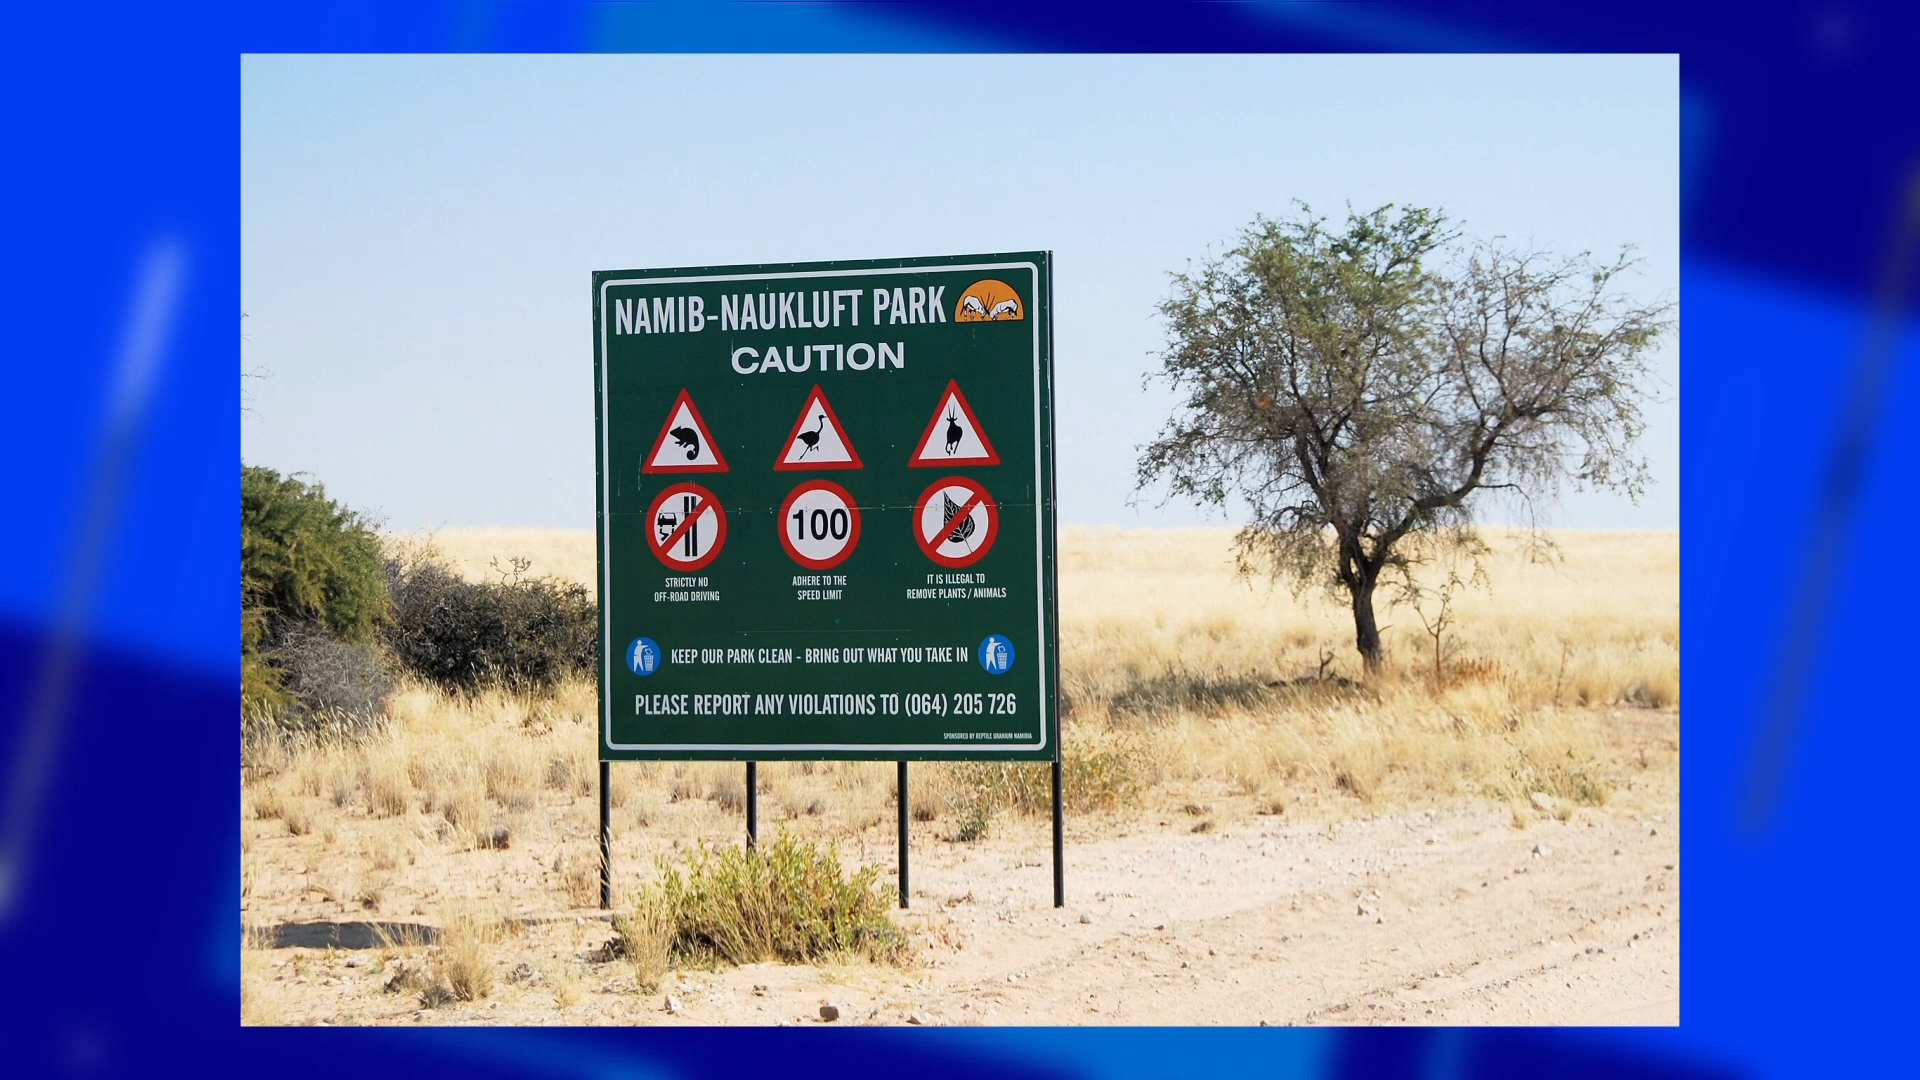 NAMIB-NAUKLUFT PARK
CAUTION
100
STRICTLY NO
OFF-ROAD DRIVING
ADHERE TO THE
SPEED LIMIT
IT IS ILLEGAL TO
REMOVE PLANTS / ANIMALS
KEEP OUR PARK CLEAN - BRING OUT WHAT YOU TAKE IN
PLEASE REPORT ANY VIOLATIONS TO (064) 205 726
SPONSORED BY REPTILE URANIUM NAMIBIA